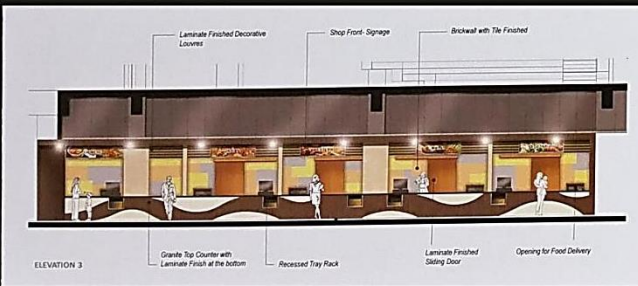 Laminate Finished Decorative
Louvres
Shop Front- Signage
Brickwall with Tile Finished
Granite Top Counter with
Laminate Finish at the bottom
Recessed Tray Rack
Laminate Finished
Sliding Door
Opening for Food Delivery
ELEVATION 3